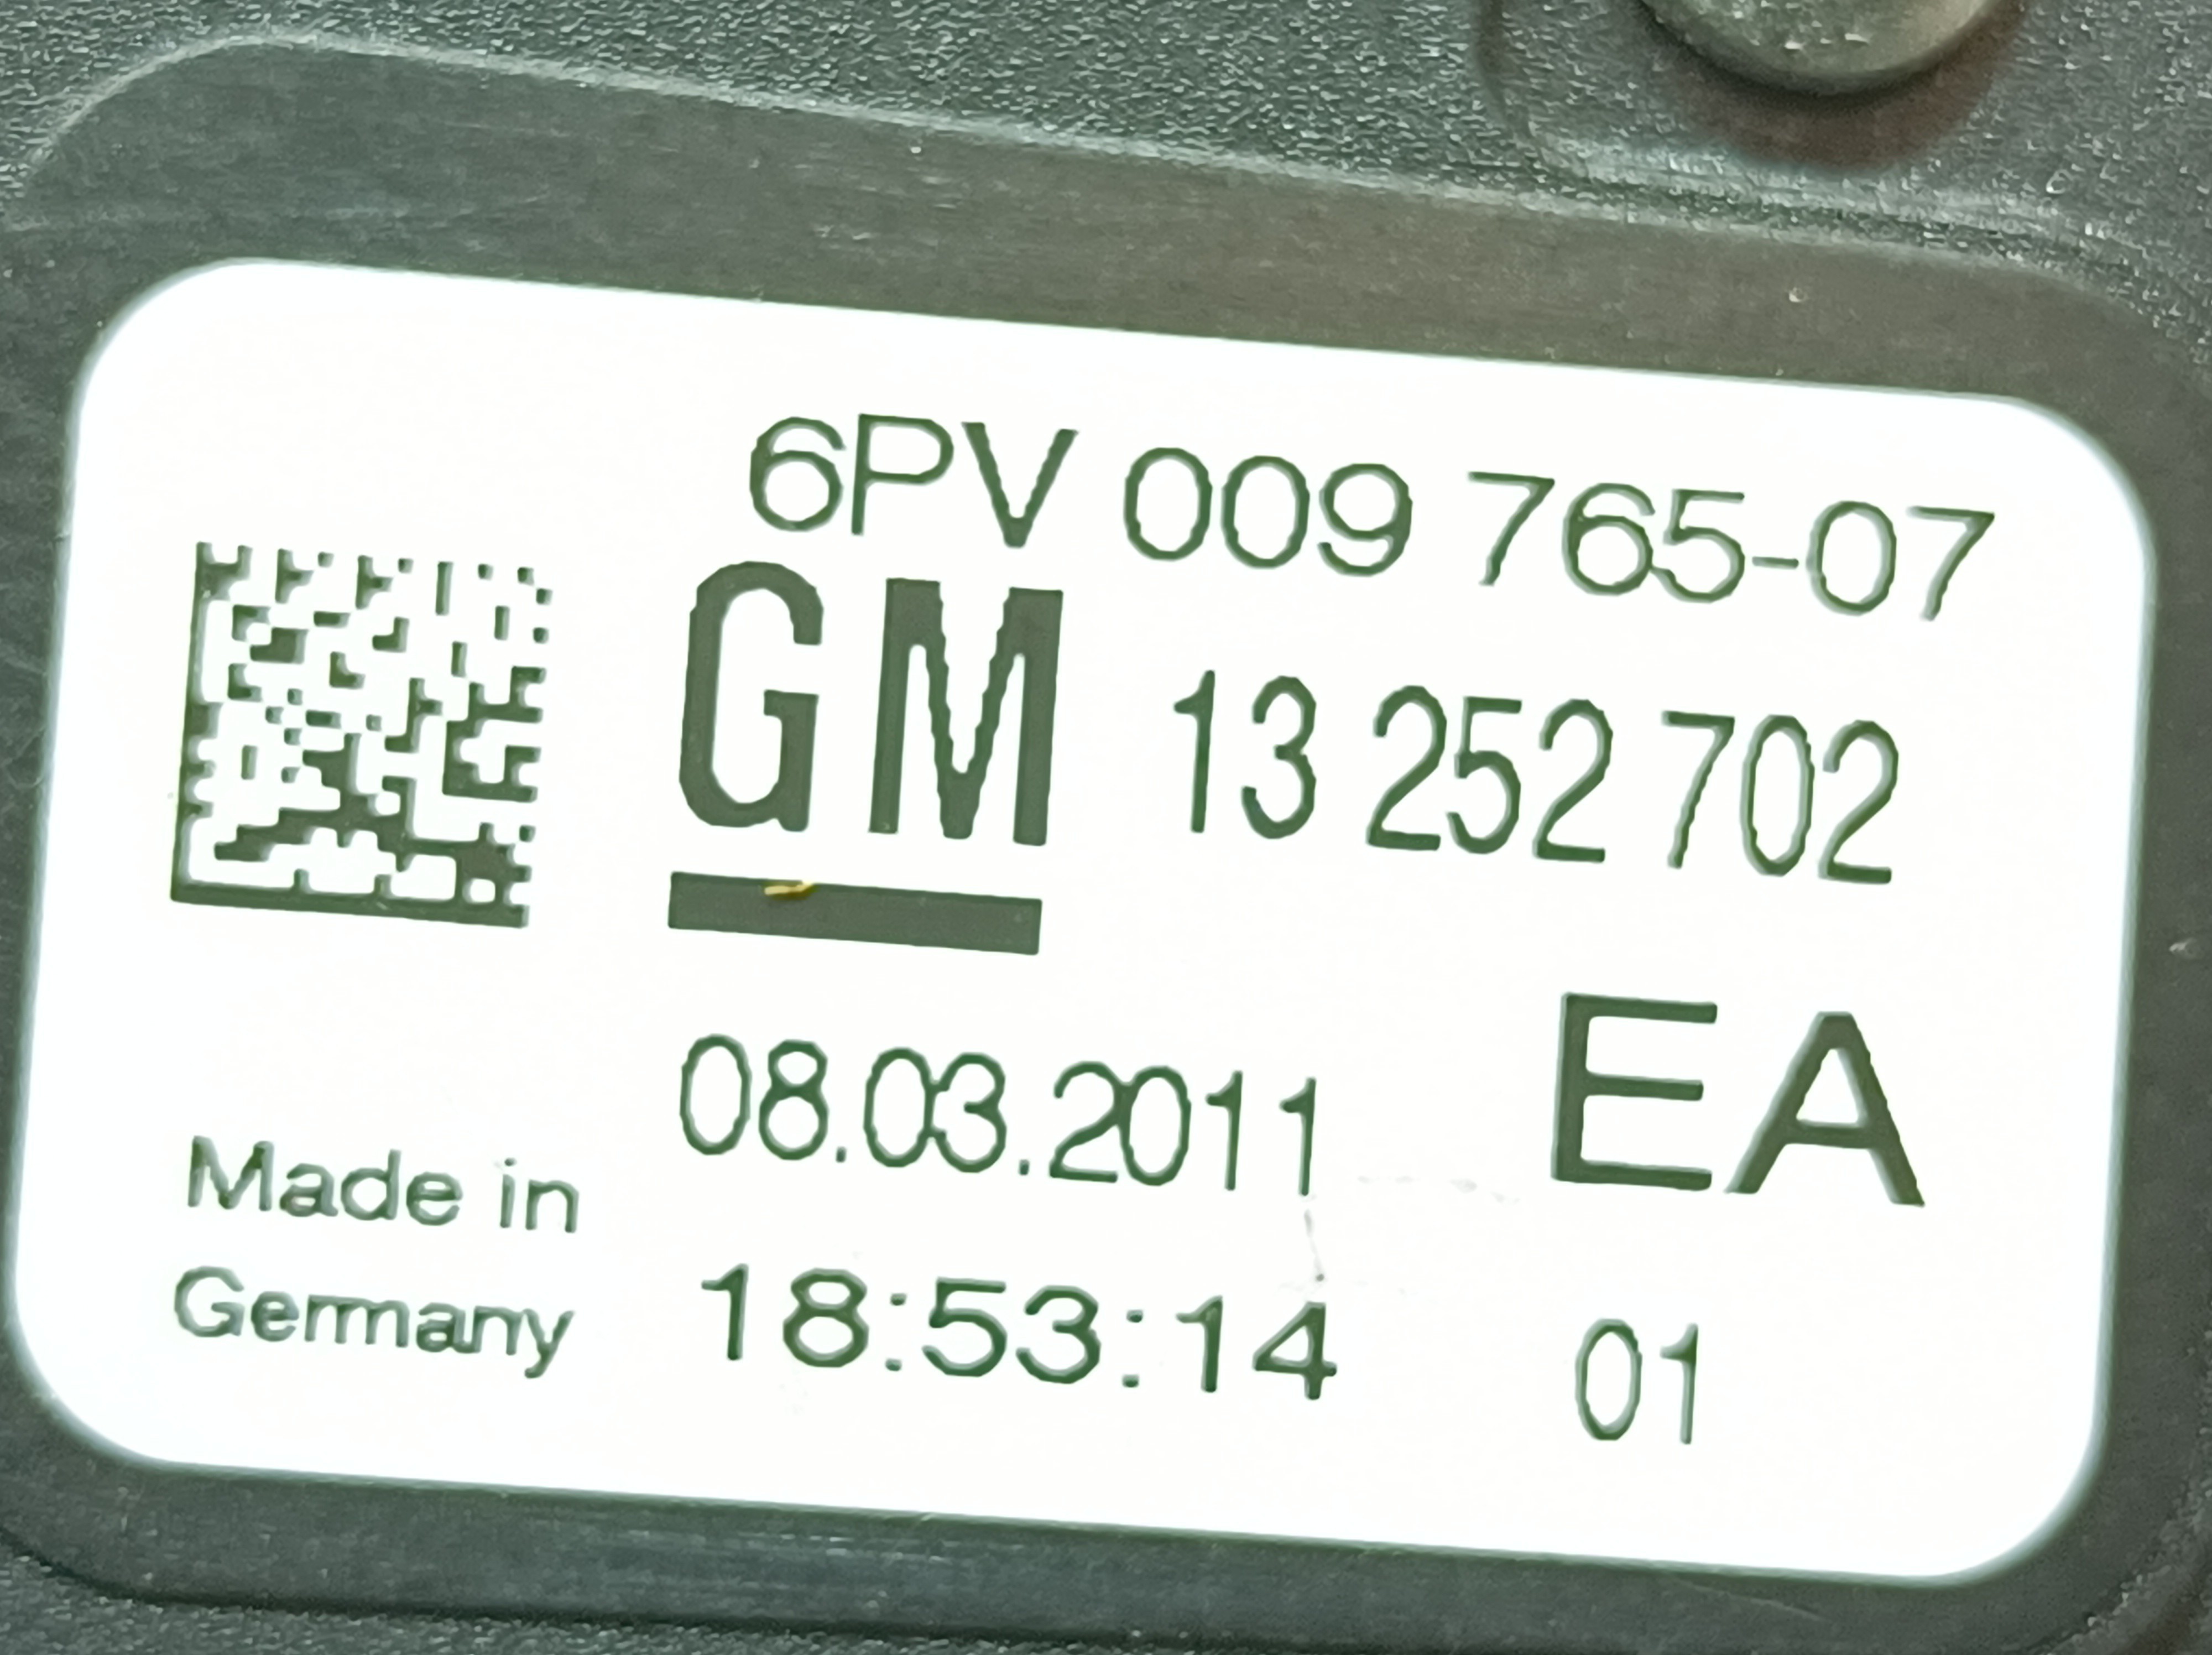 6PV 009 765-07
GM 13 252 702
08.03.2011 EA
Made in
Germany
18:53:14 01